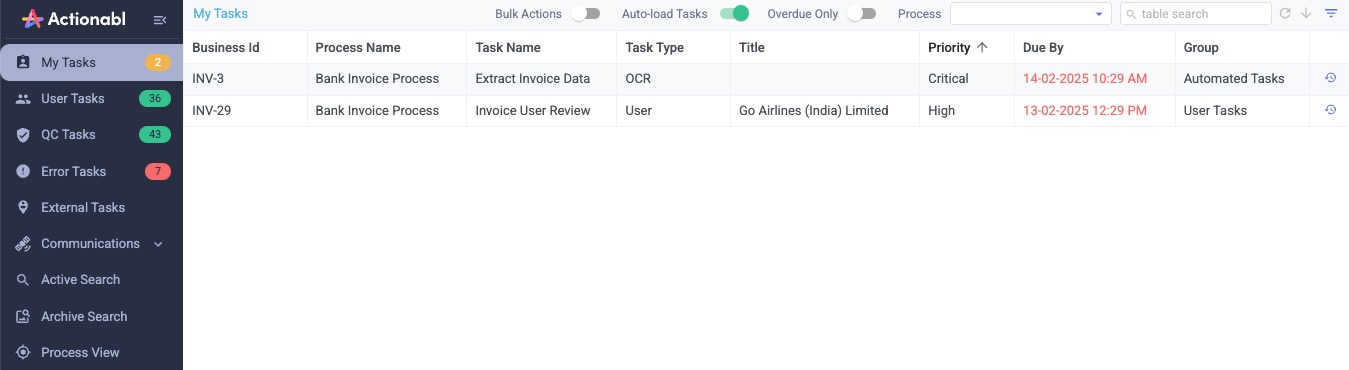 Actionabl
My Tasks 2
User Tasks 36
QC Tasks 43
Error Tasks 7
External Tasks
Communications
Active Search
Archive Search
Process View
My Tasks Bulk Actions Auto-load Tasks Overdue Only Process table search
Business Id Process Name Task Name Task Type Title Priority Due By Group
INV-3 Bank Invoice Process Extract Invoice Data OCR Critical 14-02-2025 10:29 AM Automated Tasks
INV-29 Bank Invoice Process Invoice User Review User Go Airlines (India) Limited High 13-02-2025 12:29 PM User Tasks